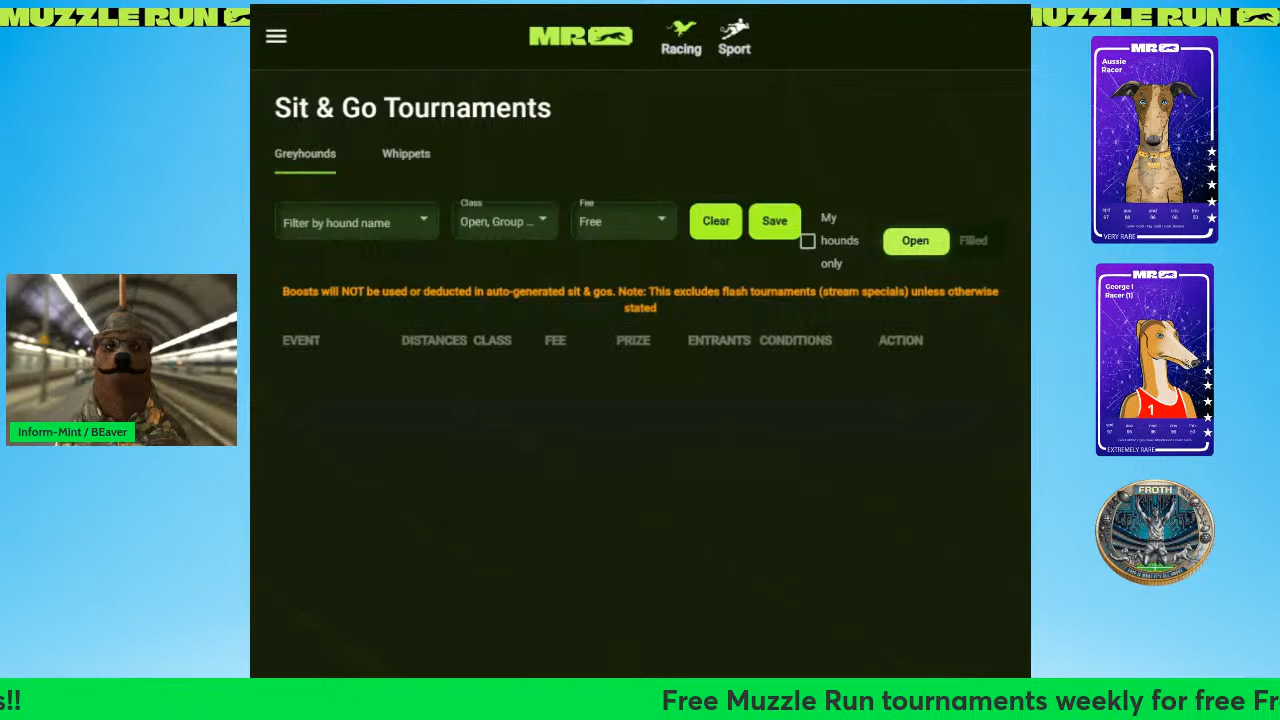 MUZZLE RUN
MR
Racing
Sport
MUZZLE RUN
Sit & Go Tournaments
Greyhounds
Whippets
Filter by hound name
Class
Open, Group ...
Fee
Free
Clear
Save
My
hounds
only
Open
Filled
Boosts will NOT be used or deducted in auto-generated sit & gos. Note: This excludes flash tournaments (stream specials) unless otherwise
stated
EVENT
DISTANCES
CLASS
FEE
PRIZE
ENTRANTS
CONDITIONS
ACTION
Inform-Mint / BEaver
MR
Aussie
Racer
VERY RARE
MR
George I
Racer (1)
1
EXTREMELY RARE
FROTH
s!!
Free Muzzle Run tournaments weekly for free Fr